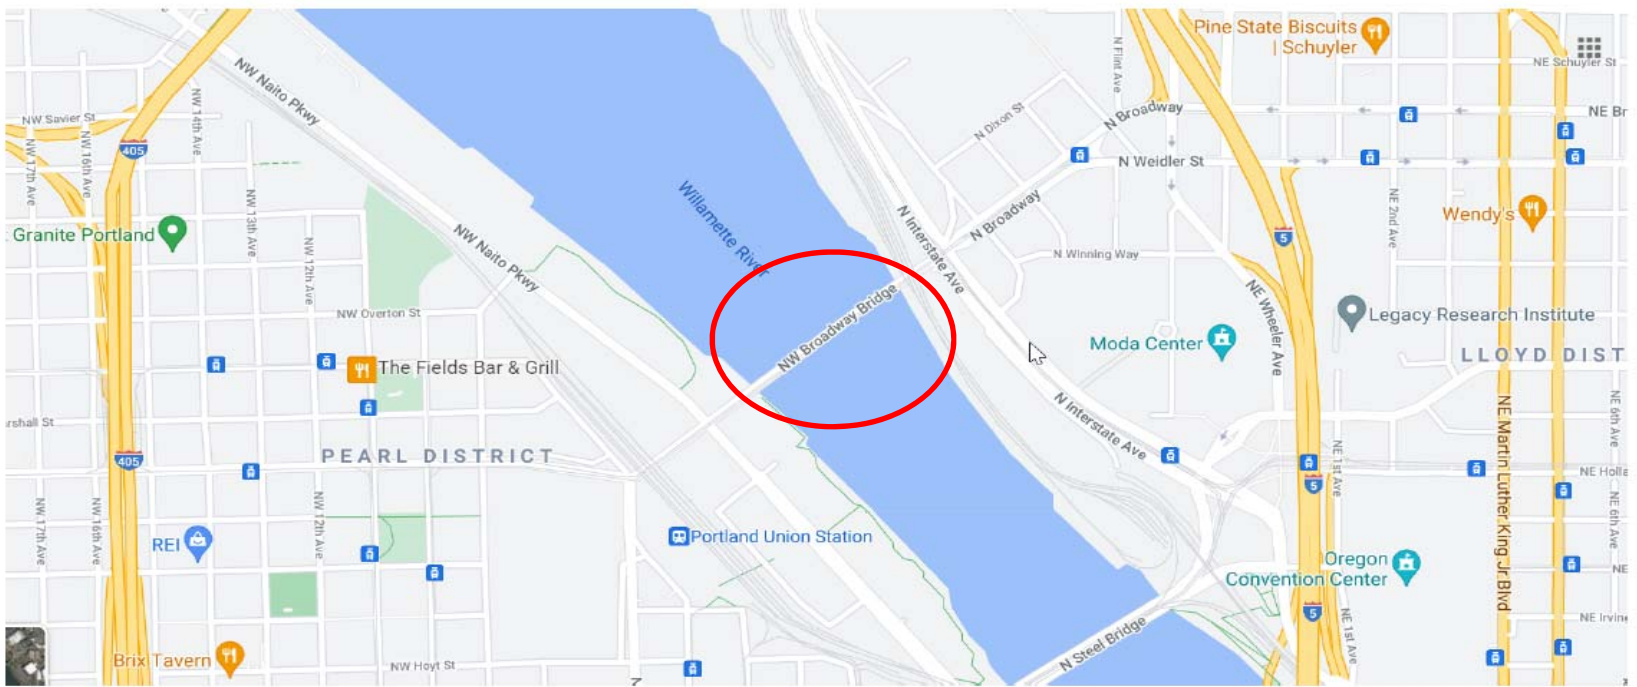 Pine State Biscuits
| Schuyler
NE Schuyler St
NW Naito Pkwy
N Flint Ave
NW 14th Ave
N Broadway
NE Br
NW Savier St
N Dixon St
405
NW 16th Ave
NW 17th Ave
N Weidler St
Willamette River
NW 13th Ave
N Broadway
NE 2nd Ave
Wendy's
N Interstate Ave
Granite Portland
NW Naito Pkwy
5
NW 12th Ave
N Winning Way
NE Wheeler Ave
NW Overton St
NW Broadway Bridge
Legacy Research Institute
Moda Center
LLOYD DIST
The Fields Bar & Grill
NE 6th Ave
N Interstate Ave
NE Martin Luther King Jr Blvd
rshall St
PEARL DISTRICT
405
NE 1st Ave
NE Holla
5
NW 17th Ave
NW 16th Ave
NW 12th Ave
NE 6th Ave
REI
Portland Union Station
Oregon
Convention Center
NE
5
NE 1st Ave
NE Irvin
N Steel Bridge
Brix Tavern
NW Hoyt St